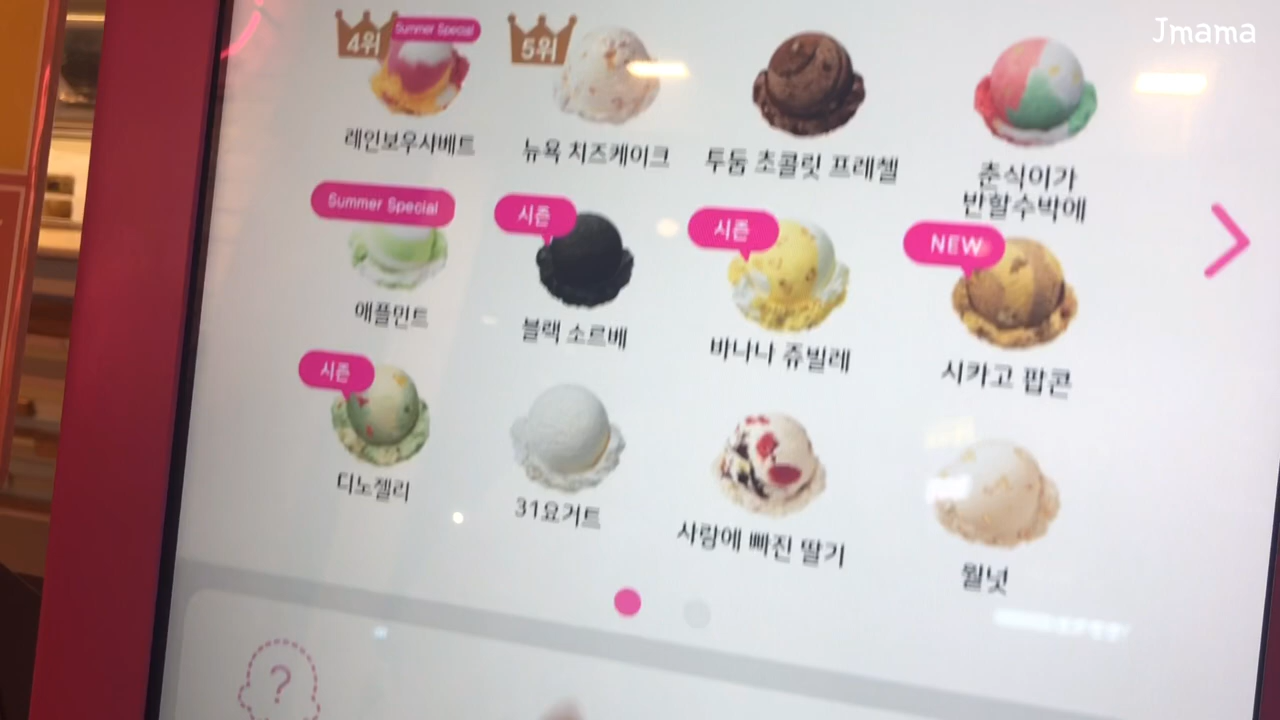 Jmama
4위
Summer Special
5위
레인보우샤베트
뉴욕 치즈케이크
투둠 초콜릿 프레첼
춘식이가
반할수박에
Summer Special
시즌
시즌
NEW
애플민트
블랙 소르베
바나나 쥬빌레
시카고 팝콘
시즌
디노젤리
31요거트
사랑에 빠진 딸기
월넛
?